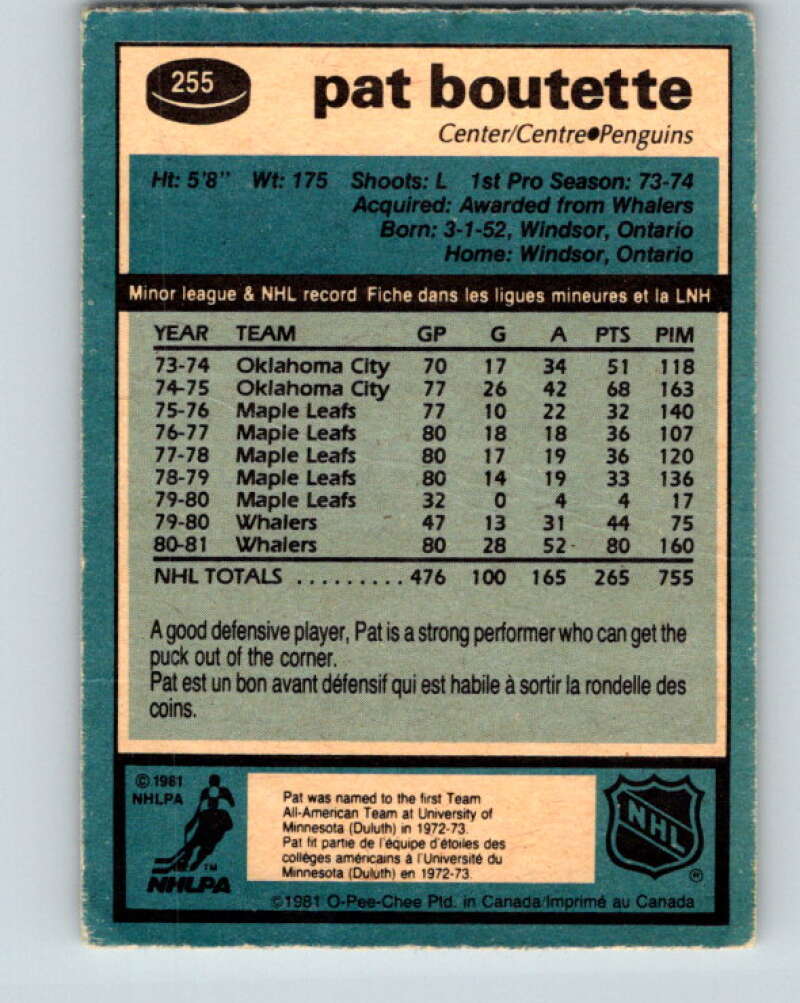 255
pat boutette
Center/Centre●Penguins
Ht: 5'8" Wt: 175 Shoots: L 1st Pro Season: 73-74
Acquired: Awarded from Whalers
Born: 3-1-52, Windsor, Ontario
Home: Windsor, Ontario
Minor league & NHL record Fiche dans les ligues mineures et la LNH
YEAR TEAM GP G A PTS PIM
73-74 Oklahoma City 70 17 34 51 118
74-75 Oklahoma City 77 26 42 68 163
75-76 Maple Leafs 77 10 22 32 140
76-77 Maple Leafs 80 18 18 36 107
77-78 Maple Leafs 80 17 19 36 120
78-79 Maple Leafs 80 14 19 33 136
79-80 Maple Leafs 32 0 4 4 17
79-80 Whalers 47 13 31 44 75
80-81 Whalers 80 28 52 80 160
NHL TOTALS ......... 476 100 165 265 755
A good defensive player, Pat is a strong performer who can get the
puck out of the corner.
Pat est un bon avant défensif qui est habile à sortir la rondelle des
coins.
© 1981
NHLPA
TM
NHLPA
Pat was named to the first Team
All-American Team at University of
Minnesota (Duluth) in 1972-73.
Pat fit partie de l'équipe d'étoiles des
collèges américains à l'Université du
Minnesota (Duluth) en 1972-73.
NHL
®
©1981 O-Pee-Chee Ptd. in Canada/Imprimé au Canada